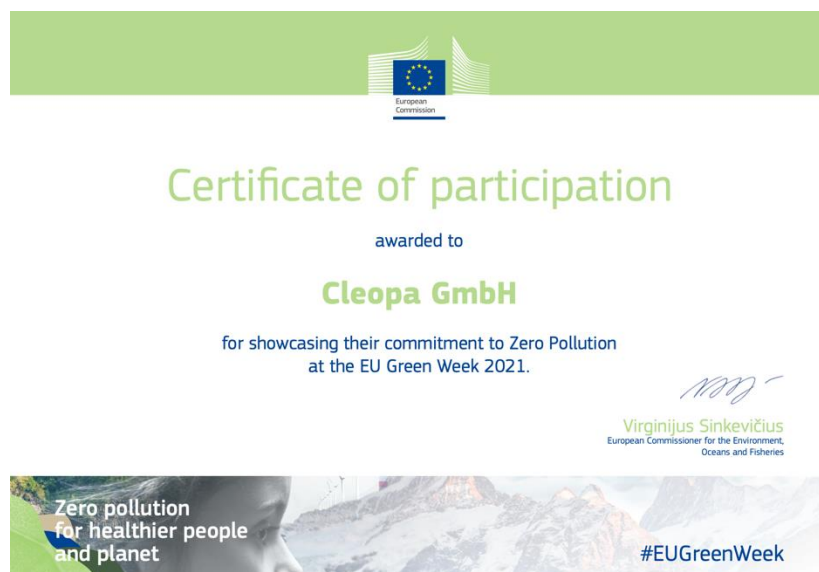 European
Commission
Certificate of participation
awarded to
Cleopa GmbH
for showcasing their commitment to Zero Pollution
at the EU Green Week 2021.
Virginijus Sinkevičius
European Commissioner for the Environment,
Oceans and Fisheries
Zero pollution
for healthier people
and planet
#EUGreenWeek